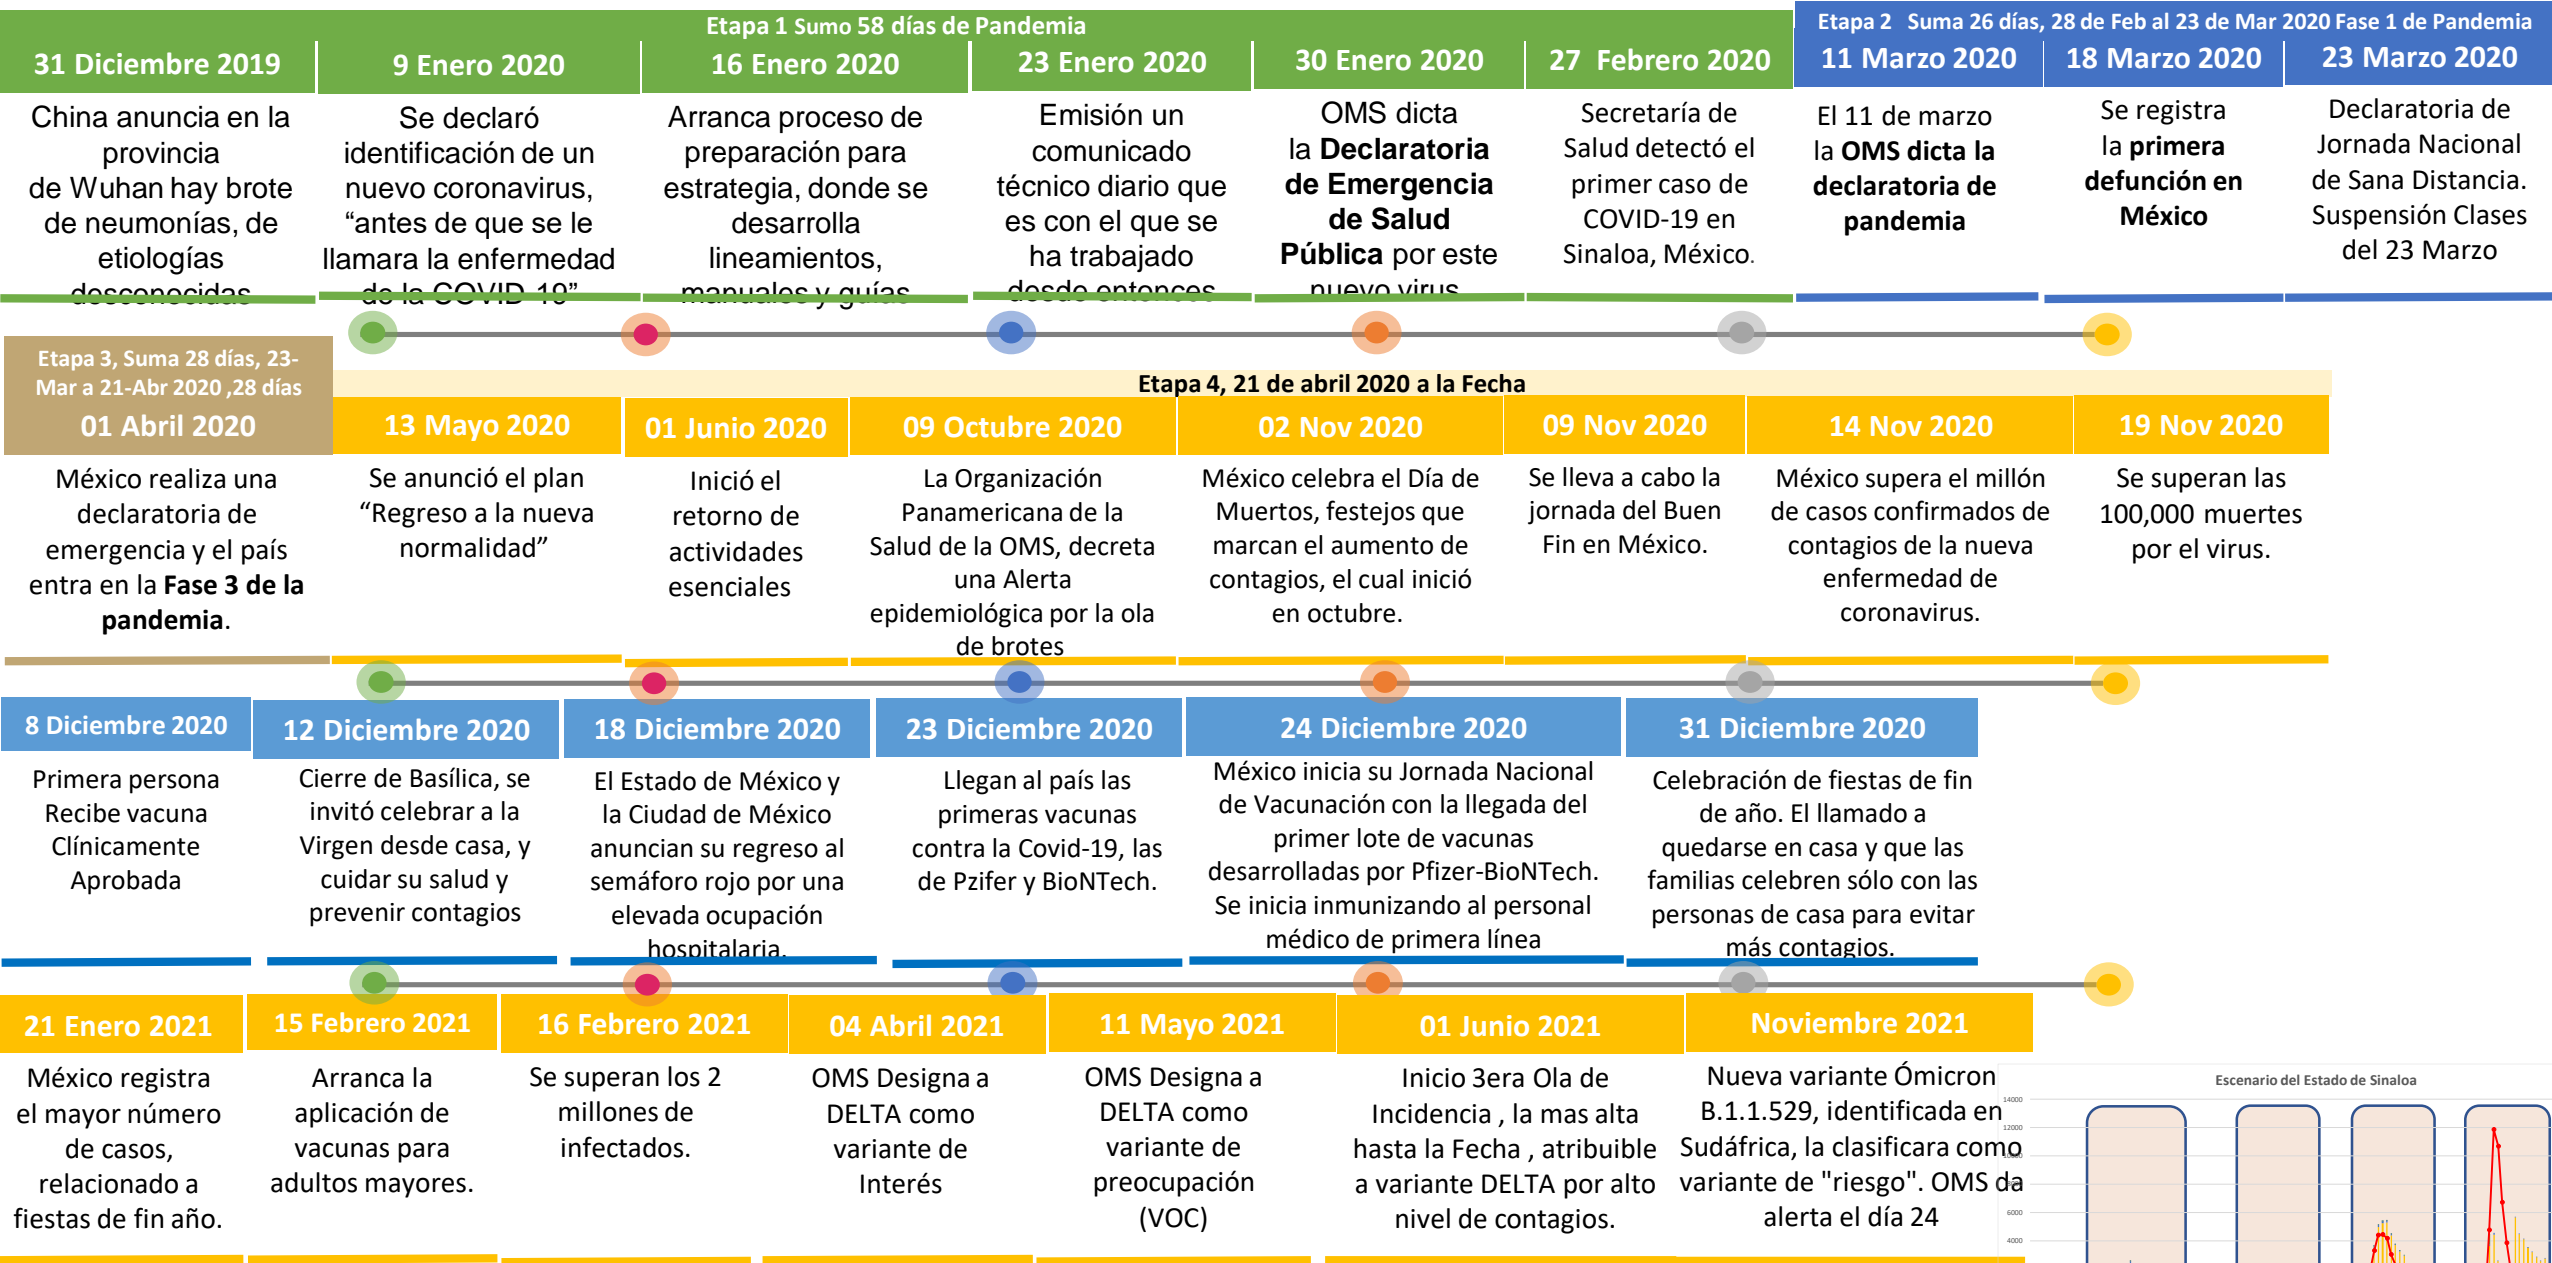 Etapa 1 Sumo 58 días de Pandemia
Etapa 2 Suma 26 días, 28 de Feb al 23 de Mar 2020 Fase 1 de Pandemia
31 Diciembre 2019
China anuncia en la
provincia
de Wuhan hay brote
de neumonías, de
etiologías
desconocidas
9 Enero 2020
Se declaró
identificación de un
nuevo coronavirus,
“antes de que se le
llamara la enfermedad
de la COVID-19”
16 Enero 2020
Arranca proceso de
preparación para
estrategia, donde se
desarrolla
lineamientos,
manuales y guías
23 Enero 2020
Emisión un
comunicado
técnico diario que
es con el que se
ha trabajado
desde entonces
30 Enero 2020
OMS dicta
la Declaratoria
de Emergencia
de Salud
Pública por este
nuevo virus
27 Febrero 2020
Secretaría de
Salud detectó el
primer caso de
COVID-19 en
Sinaloa, México.
11 Marzo 2020
El 11 de marzo
la OMS dicta la
declaratoria de
pandemia
18 Marzo 2020
Se registra
la primera
defunción en
México
23 Marzo 2020
Declaratoria de
Jornada Nacional
de Sana Distancia.
Suspensión Clases
del 23 Marzo
Etapa 3, Suma 28 días, 23-
Mar a 21-Abr 2020 ,28 días
01 Abril 2020
México realiza una
declaratoria de
emergencia y el país
entra en la Fase 3 de la
pandemia.
Etapa 4, 21 de abril 2020 a la Fecha
13 Mayo 2020
Se anunció el plan
“Regreso a la nueva
normalidad”
01 Junio 2020
Inició el
retorno de
actividades
esenciales
09 Octubre 2020
La Organización
Panamericana de la
Salud de la OMS, decreta
una Alerta
epidemiológica por la ola
de brotes
02 Nov 2020
México celebra el Día de
Muertos, festejos que
marcan el aumento de
contagios, el cual inició
en octubre.
09 Nov 2020
Se lleva a cabo la
jornada del Buen
Fin en México.
14 Nov 2020
México supera el millón
de casos confirmados de
contagios de la nueva
enfermedad de
coronavirus.
19 Nov 2020
Se superan las
100,000 muertes
por el virus.
8 Diciembre 2020
Primera persona
Recibe vacuna
Clínicamente
Aprobada
12 Diciembre 2020
Cierre de Basílica, se
invitó celebrar a la
Virgen desde casa, y
cuidar su salud y
prevenir contagios
18 Diciembre 2020
El Estado de México y
la Ciudad de México
anuncian su regreso al
semáforo rojo por una
elevada ocupación
hospitalaria.
23 Diciembre 2020
Llegan al país las
primeras vacunas
contra la Covid-19, las
de Pzifer y BioNTech.
24 Diciembre 2020
México inicia su Jornada Nacional
de Vacunación con la llegada del
primer lote de vacunas
desarrolladas por Pfizer-BioNTech.
Se inicia inmunizando al personal
médico de primera línea
31 Diciembre 2020
Celebración de fiestas de fin
de año. El llamado a
quedarse en casa y que las
familias celebren sólo con las
personas de casa para evitar
más contagios.
21 Enero 2021
México registra
el mayor número
de casos,
relacionado a
fiestas de fin año.
15 Febrero 2021
Arranca la
aplicación de
vacunas para
adultos mayores.
16 Febrero 2021
Se superan los 2
millones de
infectados.
04 Abril 2021
OMS Designa a
DELTA como
variante de
Interés
11 Mayo 2021
OMS Designa a
DELTA como
variante de
preocupación
(VOC)
01 Junio 2021
Inicio 3era Ola de
Incidencia , la mas alta
hasta la Fecha , atribuible
a variante DELTA por alto
nivel de contagios.
Noviembre 2021
Nueva variante Ómicron
B.1.1.529, identificada en
Sudáfrica, la clasificara como
variante de "riesgo". OMS da
alerta el día 24
Escenario del Estado de Sinaloa
14000
12000
10000
6000
4000